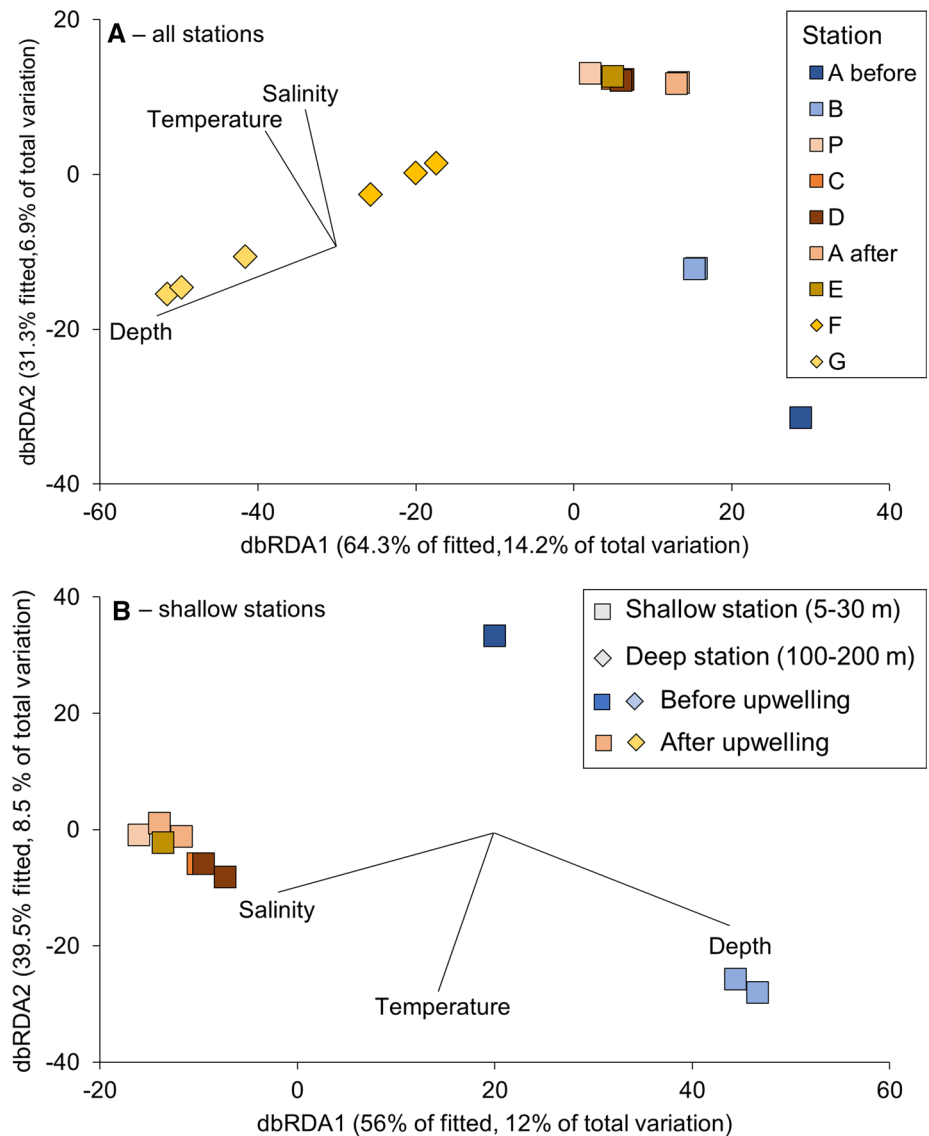 A – all stations
dbRDA2 (31.3% fitted,6.9% of total variation)
20
0
-20
-40
Salinity
Temperature
Depth
Station
A before
B
P
C
D
A after
E
F
G
-60
-40
-20
0
20
40
dbRDA1 (64.3% of fitted,14.2% of total variation)
B – shallow stations
dbRDA2 (39.5% fitted, 8.5 % of total variation)
40
20
0
-20
-40
Shallow station (5-30 m)
Deep station (100-200 m)
Before upwelling
After upwelling
Salinity
Temperature
Depth
-20
0
20
40
60
dbRDA1 (56% of fitted, 12% of total variation)